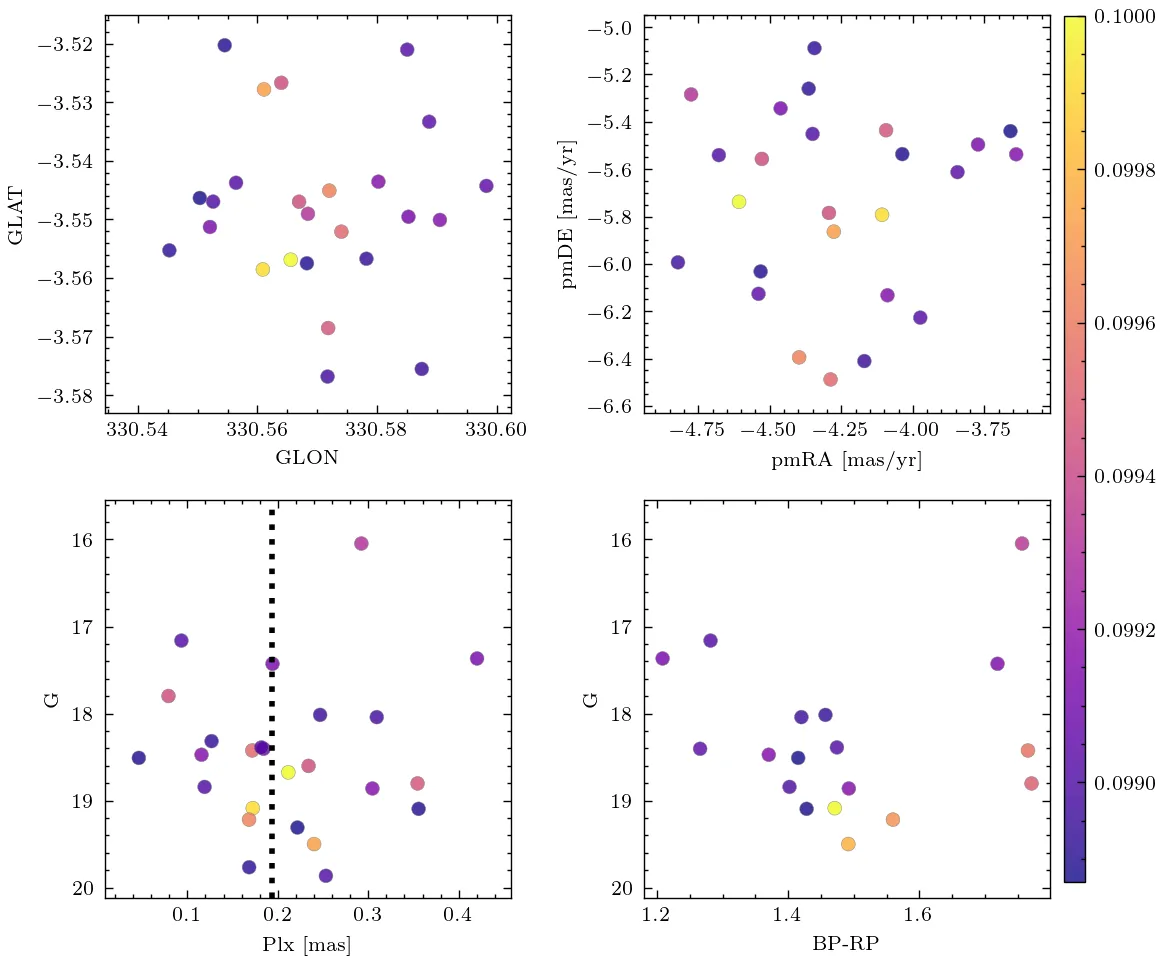 −3.52
−3.53
−3.54
−3.55
−3.56
−3.57
−3.58
GLAT
330.54 330.56 330.58 330.60
GLON
−5.0
−5.2
−5.4
−5.6
−5.8
−6.0
−6.2
−6.4
−6.6
pmDE [mas/yr]
−4.75 −4.50 −4.25 −4.00 −3.75
pmRA [mas/yr]
16
17
18
19
20
G
0.1 0.2 0.3 0.4
Plx [mas]
16
17
18
19
20
G
1.2 1.4 1.6
BP-RP
0.1000
0.0998
0.0996
0.0994
0.0992
0.0990